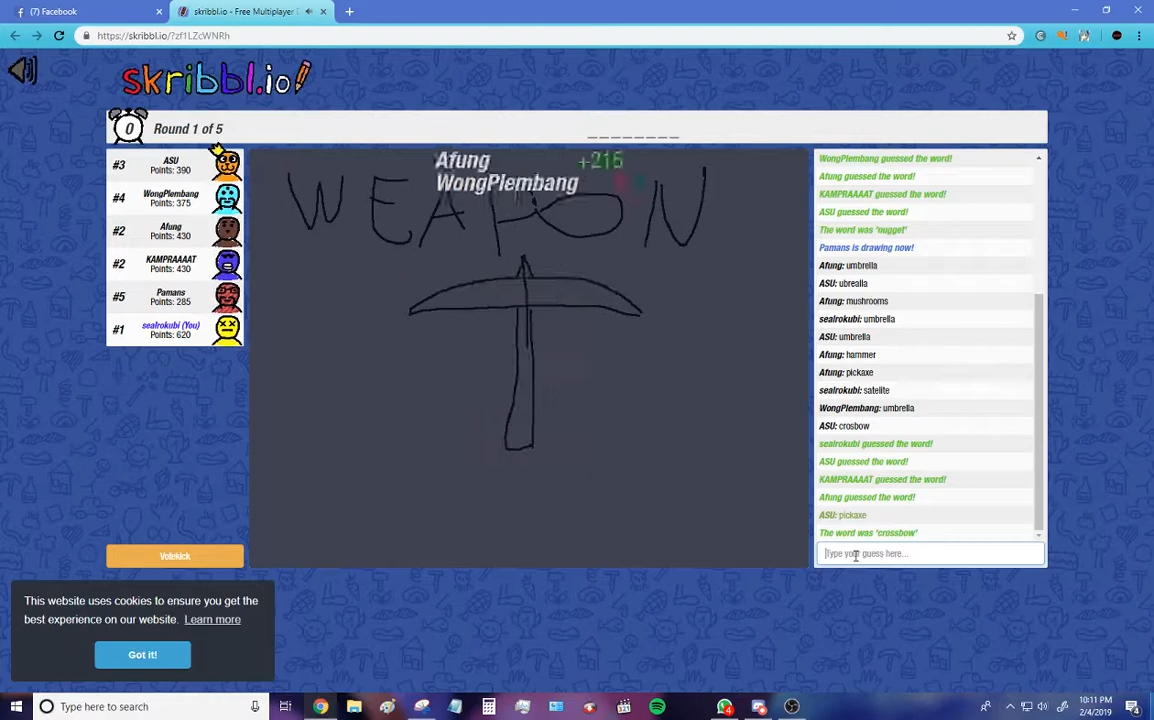 (7) Facebook
skribbl.io - Free Multiplayer
https://skribbl.io/?zf1LZcWNRh
skribbl.io
0
Round 1 of 5
________
#3
ASU
Points: 390
#4
WongPlembang
Points: 375
#2
Afung
Points: 430
#2
KAMPRAAAAT
Points: 430
#5
Pamans
Points: 285
#1
sealrokubi (You)
Points: 620
Votekick
Afung +215
WongPlembang
WEAPON
WongPlembang guessed the word!
Afung guessed the word!
KAMPRAAAAT guessed the word!
ASU guessed the word!
The word was 'nugget'
Pamans is drawing now!
Afung: umbrella
ASU: ubrealla
Afung: mushrooms
sealrokubi: umbrella
ASU: umbrella
Afung: hammer
Afung: pickaxe
sealrokubi: satelite
WongPlembang: umbrella
ASU: crosbow
sealrokubi guessed the word!
ASU guessed the word!
KAMPRAAAAT guessed the word!
Afung guessed the word!
ASU: pickaxe
The word was 'crossbow'
Type your guess here...
This website uses cookies to ensure you get the
best experience on our website. Learn more
Got it!
Type here to search
4
10:11 PM
2/4/2019